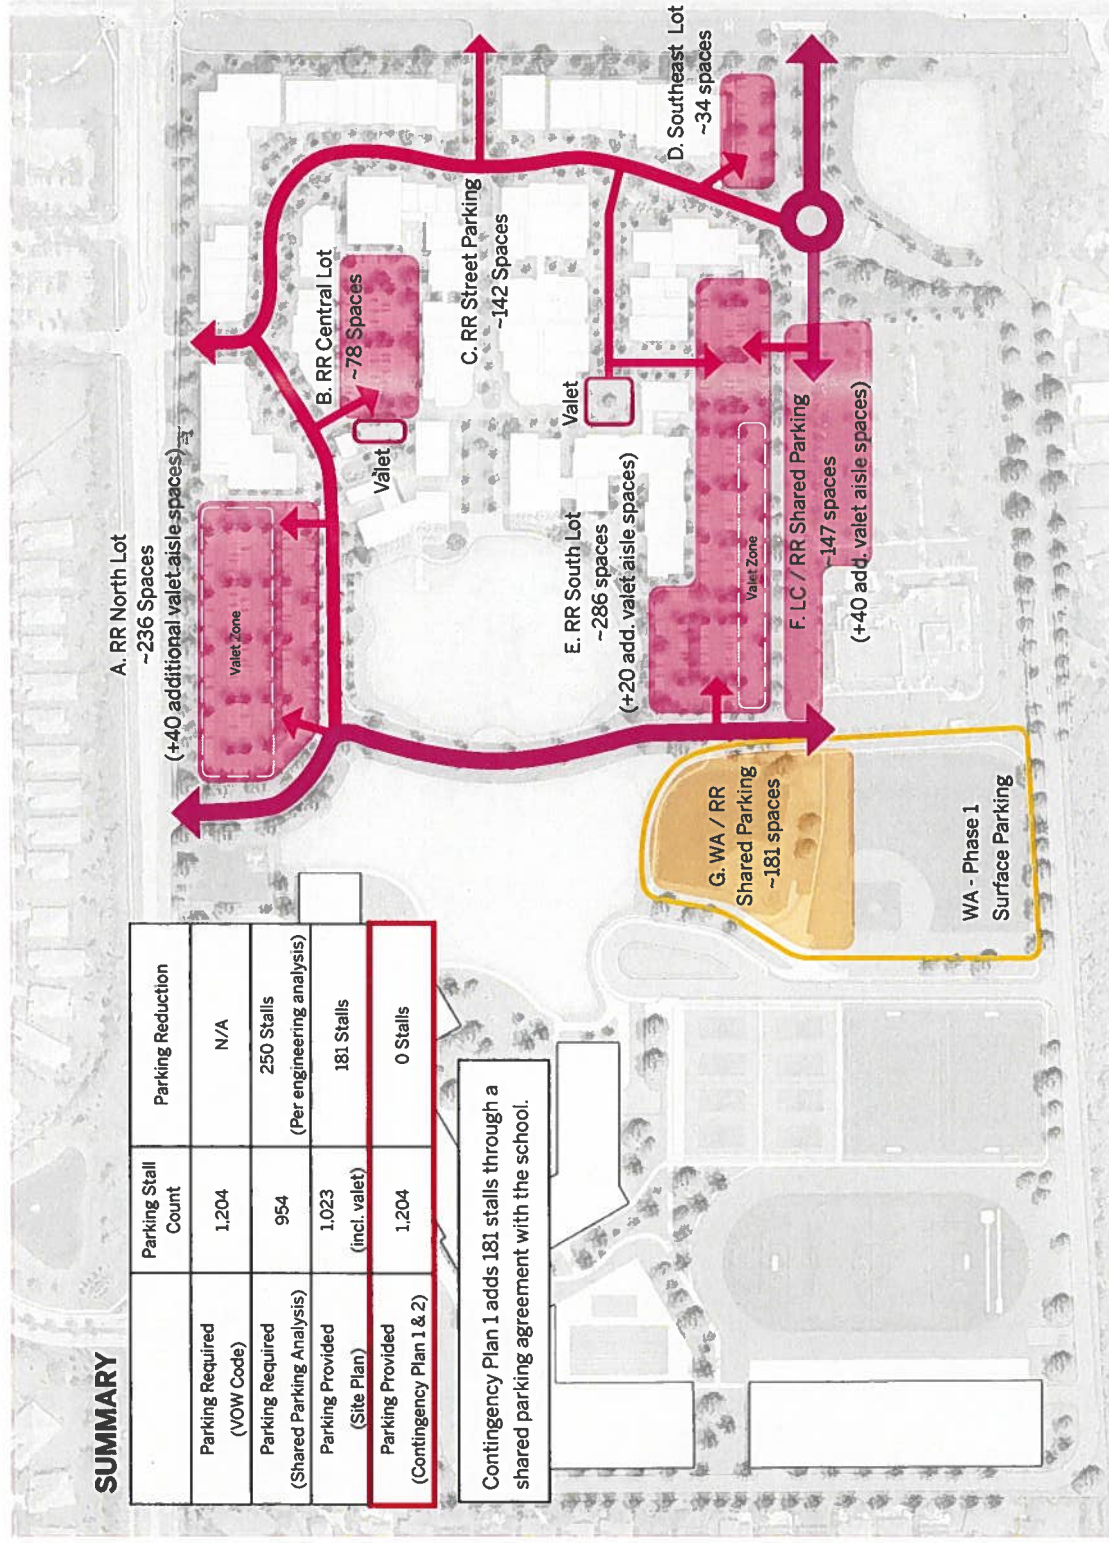 SUMMARY
Parking Stall
Count
Parking Reduction
Parking Required
(VOW Code)
1,204
N/A
Parking Required
(Shared Parking Analysis)
954
250 Stalls
(Per engineering analysis)
Parking Provided
(Site Plan)
1,023
(incl. valet)
181 Stalls
Parking Provided
(Contingency Plan 1 & 2)
1,204
0 Stalls
Contingency Plan 1 adds 181 stalls through a
shared parking agreement with the school.
A. RR North Lot
~236 Spaces
(+40 additional valet aisle spaces)
Valet Zone
B. RR Central Lot
~78 Spaces
Valet
C. RR Street Parking
~142 Spaces
Valet
D. Southeast Lot
~34 spaces
E. RR South Lot
~286 spaces
(+20 add. valet aisle spaces)
Valet Zone
F. LC / RR Shared Parking
~147 spaces
(+40 add. valet aisle spaces)
G. WA / RR
Shared Parking
~181 spaces
WA - Phase 1
Surface Parking